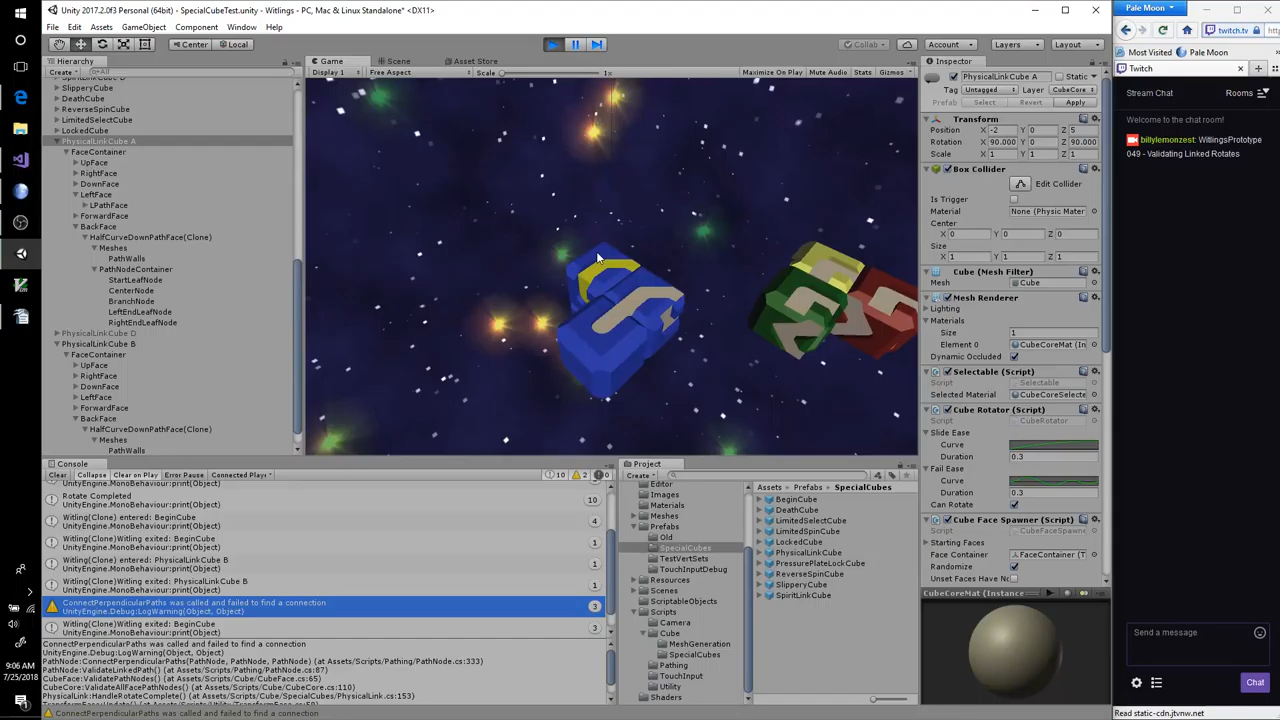 Unity 2017.2.0f3 Personal (64bit) - SpecialCubeTest.unity - Witlings - PC, Mac & Linux Standalone* <DX11>
File Edit Assets GameObject Component Window Help
Center Local Collab Account Layers Layout
Hierarchy
Create All
SlipperyCube
DeathCube
ReverseSpinCube
LimitedSpinCube
LockedCube
PhysicalLinkCube A
FaceContainer
UpFace
RightFace
DownFace
LeftFace
LPathFace
ForwardFace
BackFace
HalfCurveDownPathFace(Clone)
Meshes
PathWalls
PathNodeContainer
StartLeafNode
CenterNode
BranchNode
LeftEndLeafNode
RightEndLeafNode
PhysicalLinkCube D
PhysicalLinkCube B
FaceContainer
UpFace
RightFace
DownFace
LeftFace
ForwardFace
BackFace
HalfCurveDownPathFace(Clone)
Meshes
PathWalls
Game Scene Asset Store
Display 1 Free Aspect Scale 1x Maximize On Play Mute Audio Stats Gizmos
Inspector
PhysicalLinkCube A Static
Tag Untagged Layer CubeCore
Prefab Select Revert Apply
Transform
Position X -2 Y 0 Z 5
Rotation X 90.000 Y 0 Z 90.000
Scale X 1 Y 1 Z 1
Box Collider
Edit Collider
Is Trigger
Material None (Physic Mater
Center
X 0 Y 0 Z 0
Size
X 1 Y 1 Z 1
Cube (Mesh Filter)
Mesh Cube
Mesh Renderer
Lighting
Materials
Size 1
Element 0 CubeCoreMat (In
Dynamic Occluded
Selectable (Script)
Script Selectable
Selected Material CubeCoreSelecte
Cube Rotator (Script)
Script CubeRotator
Slide Ease
Curve
Duration 0.3
Fail Ease
Curve
Duration 0.3
Can Rotate
Cube Face Spawner (Script)
Script CubeFaceSpawner
Starting Faces
Face Container FaceContainer (T
Randomize
Unset Faces Have No
CubeCoreMat (Instance
Console
Clear Collapse Clear on Play Error Pause Connected Playe 10 2 0
UnityEngine.MonoBehaviour:print(Object)
Rotate Completed
UnityEngine.MonoBehaviour:print(Object) 10
Witling(Clone) entered: BeginCube
UnityEngine.MonoBehaviour:print(Object) 4
Witling(Clone)Witling exited: BeginCube
UnityEngine.MonoBehaviour:print(Object) 1
Witling(Clone) entered: PhysicalLinkCube B
UnityEngine.MonoBehaviour:print(Object) 1
Witling(Clone)Witling exited: PhysicalLinkCube B
UnityEngine.MonoBehaviour:print(Object) 1
ConnectPerpendicularPaths was called and failed to find a connection
UnityEngine.Debug:LogWarning(Object, Object) 3
Witling(Clone)Witling exited: BeginCube
UnityEngine.MonoBehaviour:print(Object) 3
ConnectPerpendicularPaths was called and failed to find a connection
UnityEngine.Debug:LogWarning(Object, Object)
PathNode:ConnectPerpendicularPaths(PathNode, PathNode, PathNode) (at Assets/Scripts/Pathing/PathNode.cs:333)
PathNode:ValidateLinkedPath() (at Assets/Scripts/Pathing/PathNode.cs:87)
CubeFace:ValidatePathNodes() (at Assets/Scripts/Cube/CubeFace.cs:65)
CubeCore:ValidateAllFacePathNodes() (at Assets/Scripts/Cube/CubeCore.cs:110)
PhysicalLink:HandleRotateComplete() (at Assets/Scripts/Cube/SpecialCubes/PhysicalLink.cs:153)
ConnectPerpendicularPaths was called and failed to find a connection
Project
Create
Editor
Images
Materials
Meshes
Prefabs
Old
SpecialCubes
TestVertSets
TouchInputDebug
Resources
Scenes
ScriptableObjects
Scripts
Camera
Cube
MeshGeneration
SpecialCubes
Pathing
TouchInput
Utility
Shaders
Assets Prefabs SpecialCubes
BeginCube
DeathCube
LimitedSelectCube
LimitedSpinCube
LockedCube
PhysicalLinkCube
PressurePlateLockCube
ReverseSpinCube
SlipperyCube
SpiritLinkCube
9:06 AM
7/25/2018
Pale Moon
twitch.tv
Most Visited Pale Moon
Twitch
Stream Chat Rooms
Welcome to the chat room!
billylemonzest: WitlingsPrototype
049 - Validating Linked Rotates
Send a message
Chat
Read static-cdn.jtvnw.net